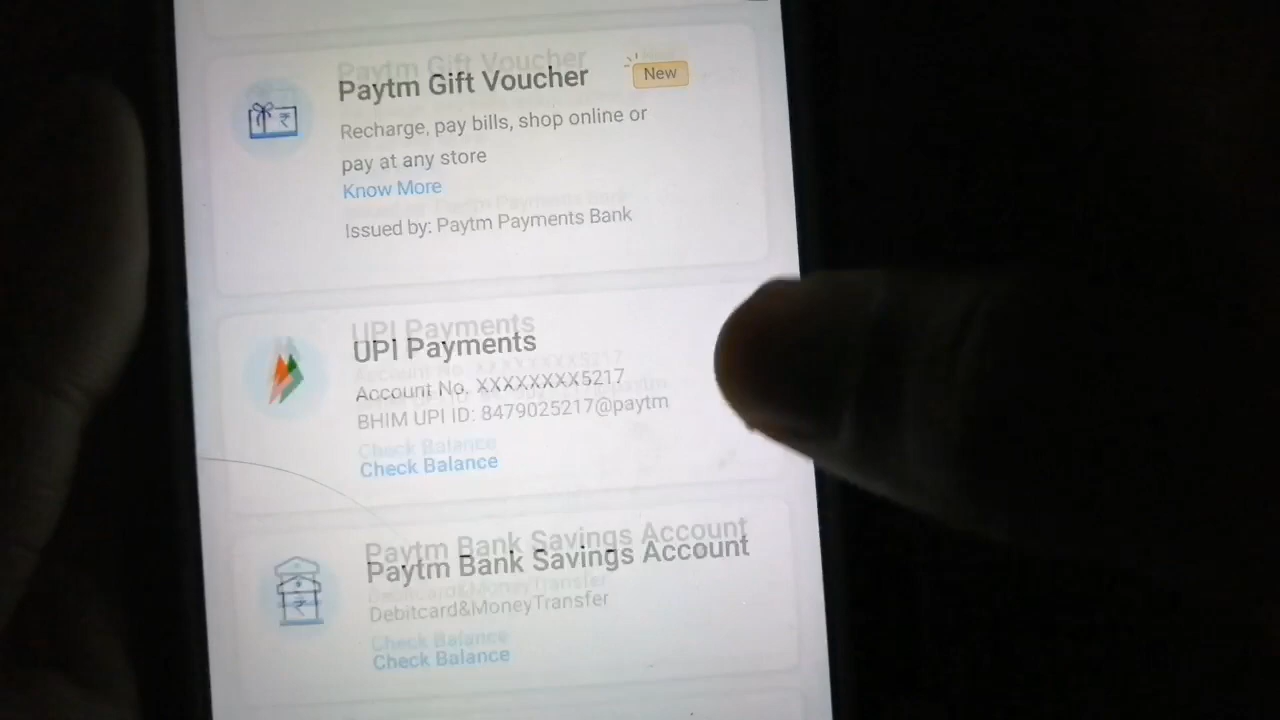 Paytm Gift Voucher
New
Recharge, pay bills, shop online or
pay at any store
Know More
Issued by: Paytm Payments Bank
UPI Payments
Account No. XXXXXXXX5217
BHIM UPI ID: 8479025217@paytm
Check Balance
Paytm Bank Savings Account
Debitcard&MoneyTransfer
Check Balance